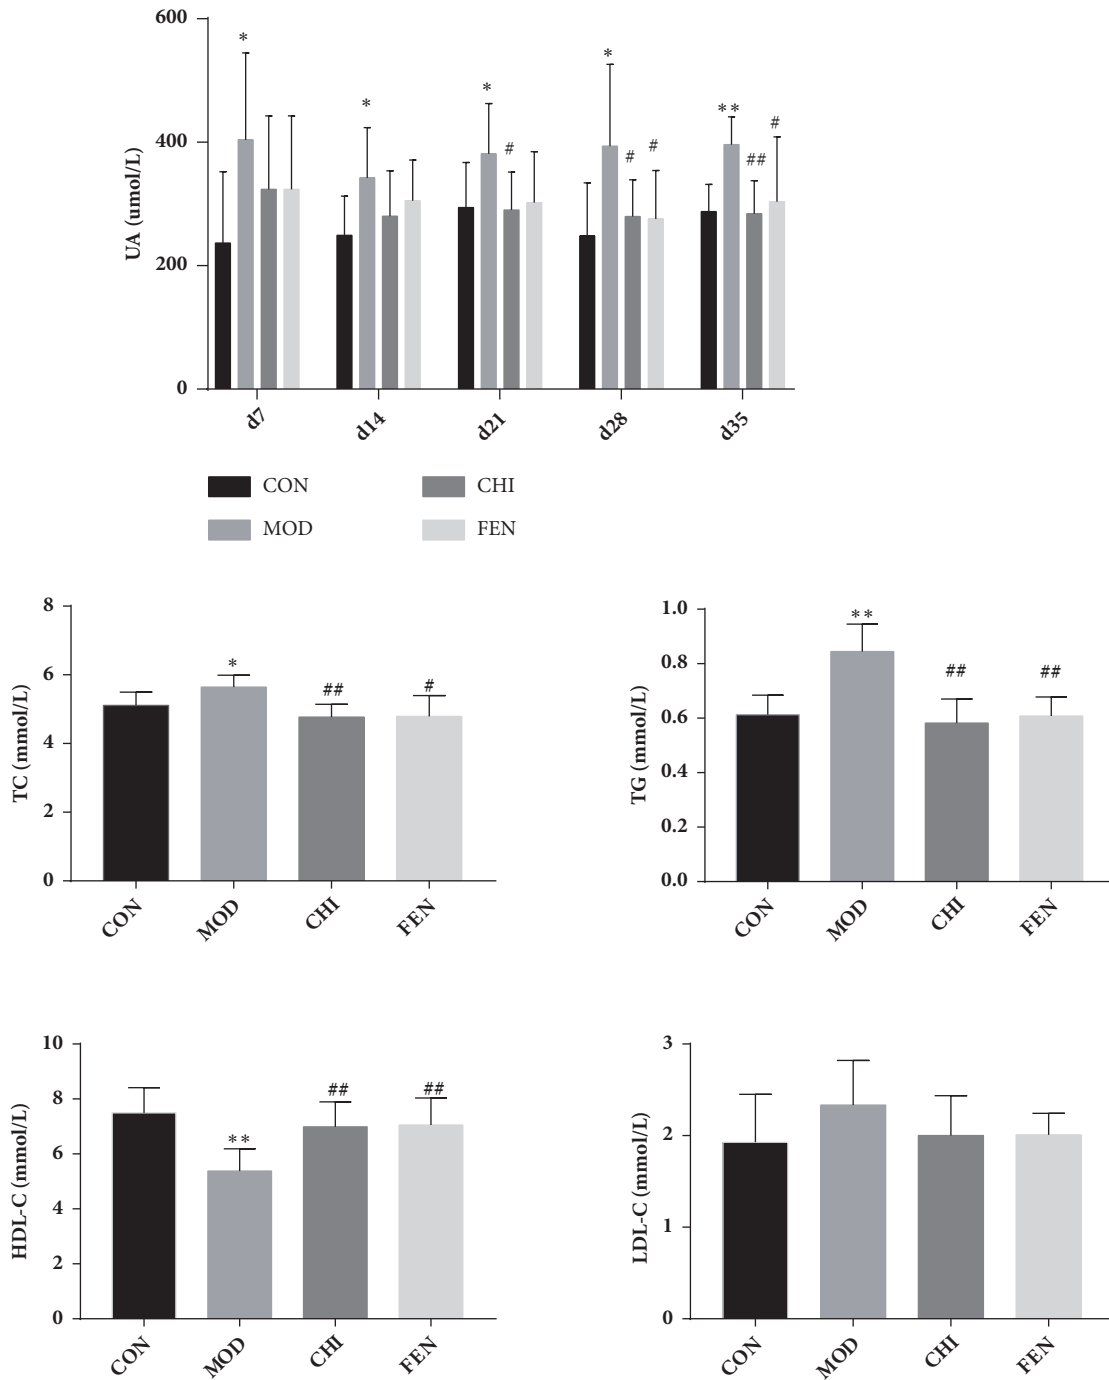 600
400
200
0
UA (umol/L)
*
*
*
#
*
#
#
**
##
#
d7
d14
d21
d28
d35
CON
CHI
MOD
FEN
8
6
4
2
0
TC (mmol/L)
*
##
#
CON
MOD
CHI
FEN
1.0
0.8
0.6
0.4
0.2
0.0
TG (mmol/L)
**
##
##
CON
MOD
CHI
FEN
10
8
6
4
2
0
HDL-C (mmol/L)
**
##
##
CON
MOD
CHI
FEN
3
2
1
0
LDL-C (mmol/L)
CON
MOD
CHI
FEN